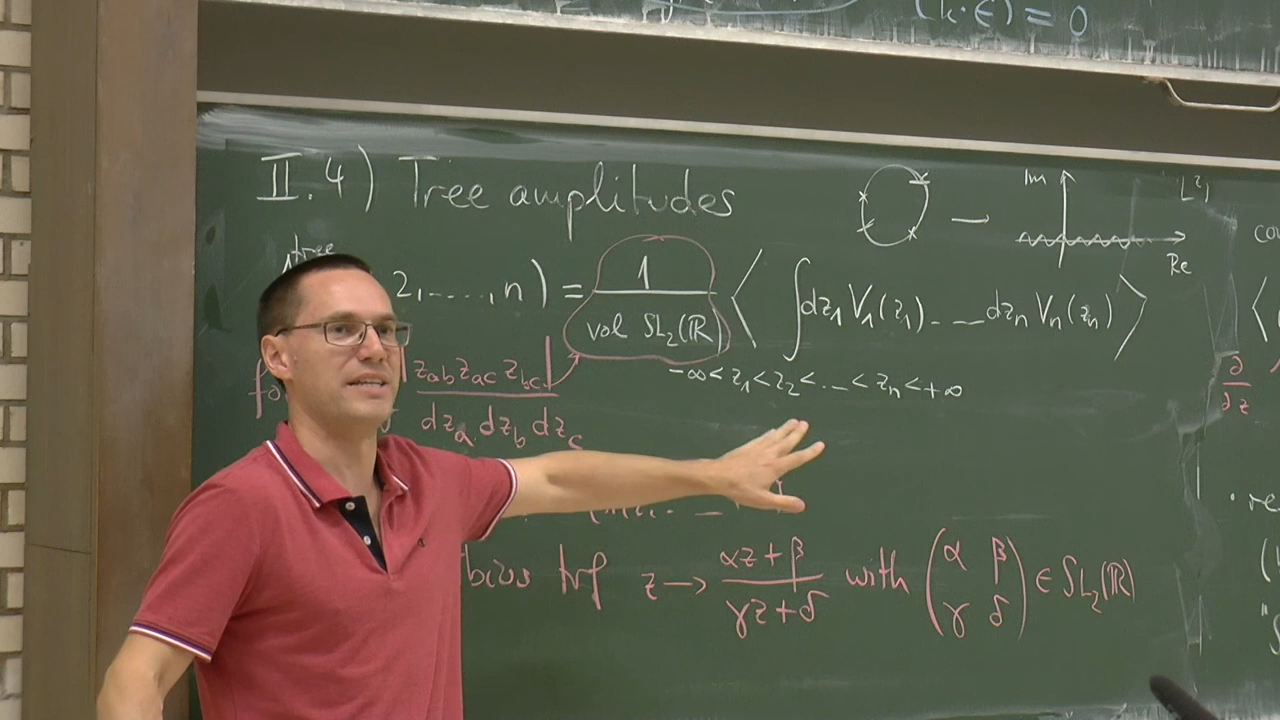 (k·ϵ) = 0
II.4) Tree amplitudes
Im
Re
tree
2,....,n) = 1 / vol SL₂(ℝ) ⟨ ∫dz₁ V₁(z₁)...dzₙ Vₙ(zₙ) ⟩
-∞ < z₁ < z₂ < ... < zₙ < +∞
|z_ab z_ac z_bc| / dz_a dz_b dz_c
∂/∂z
bius trf z → αz+β / γz+δ with (α β γ δ) ∈ SL₂(ℝ)